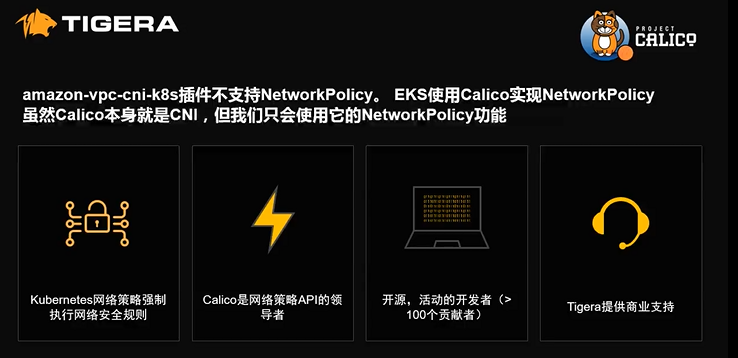 TIGERA
PROJECT
CALICO
amazon-vpc-cni-k8s插件不支持NetworkPolicy。 EKS使用Calico实现NetworkPolicy
虽然Calico本身就是CNI，但我们只会使用它的NetworkPolicy功能
Kubernetes网络策略强制
执行网络安全规则
Calico是网络策略API的领
导者
开源，活动的开发者（>
100个贡献者）
Tigera提供商业支持